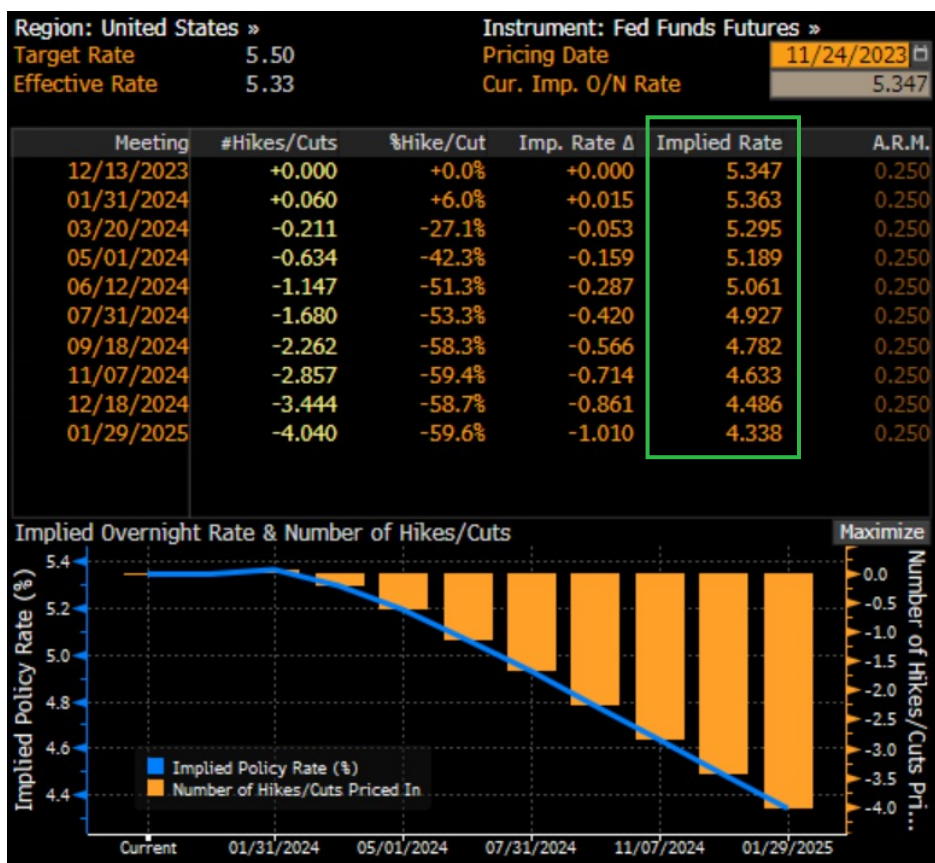 Region: United States » Instrument: Fed Funds Futures »
Target Rate 5.50 Pricing Date 11/24/2023
Effective Rate 5.33 Cur. Imp. O/N Rate 5.347
Meeting #Hikes/Cuts %Hike/Cut Imp. Rate Δ Implied Rate A.R.M.
12/13/2023 +0.000 +0.0% +0.000 5.347 0.250
01/31/2024 +0.060 +6.0% +0.015 5.363 0.250
03/20/2024 -0.211 -27.1% -0.053 5.295 0.250
05/01/2024 -0.634 -42.3% -0.159 5.189 0.250
06/12/2024 -1.147 -51.3% -0.287 5.061 0.250
07/31/2024 -1.680 -53.3% -0.420 4.927 0.250
09/18/2024 -2.262 -58.3% -0.566 4.782 0.250
11/07/2024 -2.857 -59.4% -0.714 4.633 0.250
12/18/2024 -3.444 -58.7% -0.861 4.486 0.250
01/29/2025 -4.040 -59.6% -1.010 4.338 0.250
Implied Overnight Rate & Number of Hikes/Cuts Maximize
Implied Policy Rate (%)
5.4
5.2
5.0
4.8
4.6
4.4
Implied Policy Rate (%)
Number of Hikes/Cuts Priced In
0.0
-0.5
-1.0
-1.5
-2.0
-2.5
-3.0
-3.5
-4.0
Number of Hikes/Cuts Pri...
Current 01/31/2024 05/01/2024 07/31/2024 11/07/2024 01/29/2025